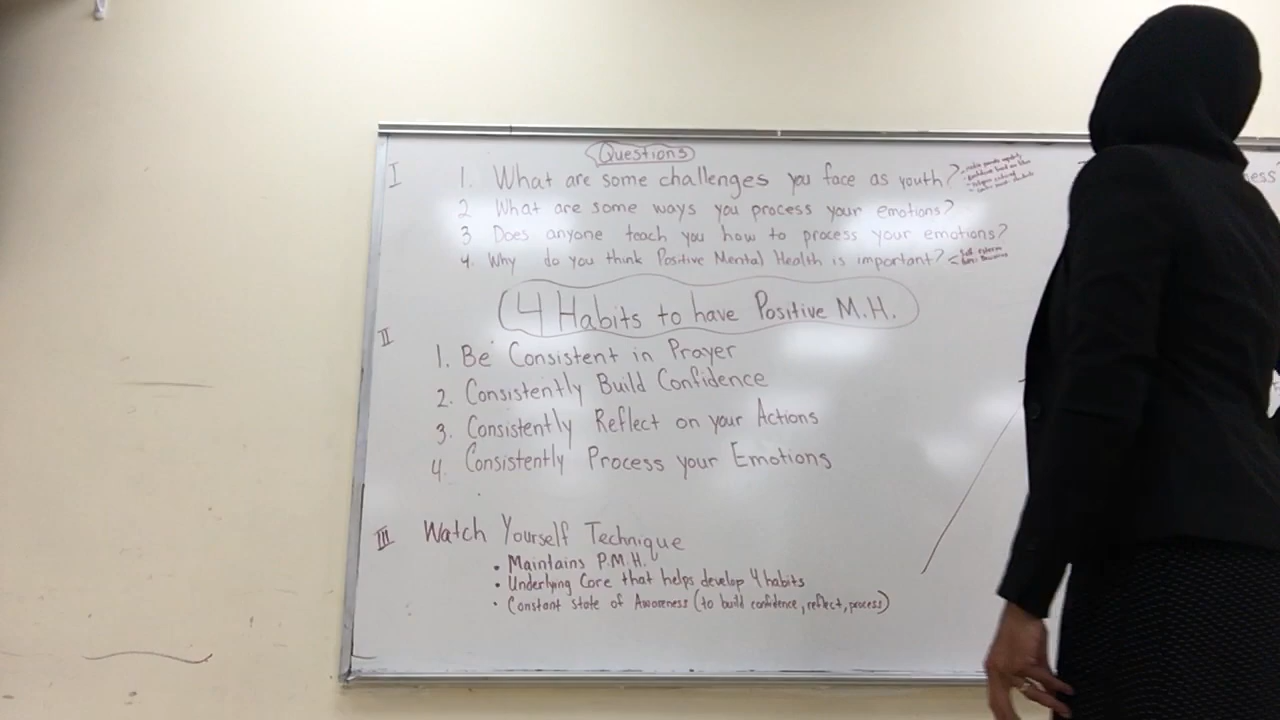 Questions
I
1. What are some challenges you face as youth?
2 What are some ways you process your emotions?
3 Does anyone teach you how to process your emotions?
4. Why do you think Positive Mental Health is important?
Self esteem
4 Habits to have Positive M.H.
II
1. Be Consistent in Prayer
2. Consistently Build Confidence
3. Consistently Reflect on your Actions
4. Consistently Process your Emotions
III Watch Yourself Technique
• Maintains P.M.H.
• Underlying Core that helps develop 4 habits
• Constant state of Awareness (to build confidence, reflect, process)
ess